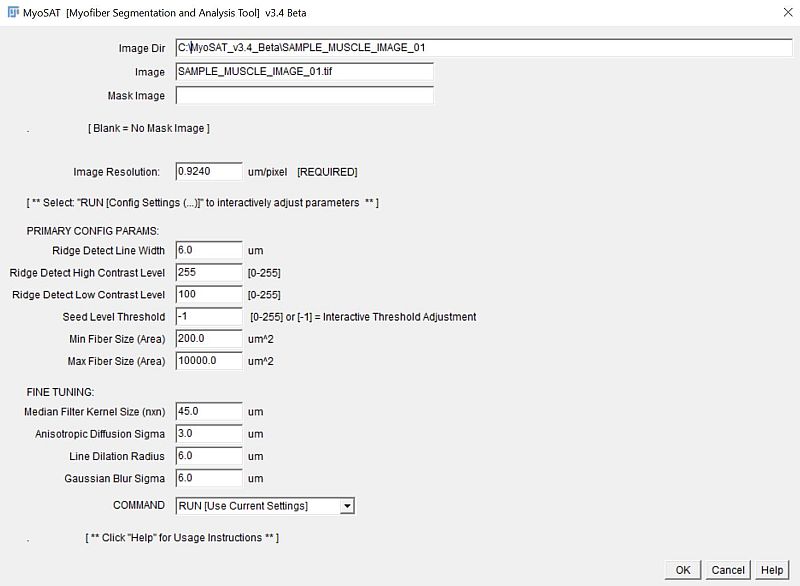 MyoSAT [Myofiber Segmentation and Analysis Tool] v3.4 Beta
Image Dir C:\MyoSAT_v3.4_Beta\SAMPLE_MUSCLE_IMAGE_01
Image SAMPLE_MUSCLE_IMAGE_01.tif
Mask Image
. [ Blank = No Mask Image ]
Image Resolution: 0.9240 um/pixel [REQUIRED]
[ ** Select: "RUN [Config Settings (...)]" to interactively adjust parameters ** ]
PRIMARY CONFIG PARAMS:
Ridge Detect Line Width 6.0 um
Ridge Detect High Contrast Level 255 [0-255]
Ridge Detect Low Contrast Level 100 [0-255]
Seed Level Threshold -1 [0-255] or [-1] = Interactive Threshold Adjustment
Min Fiber Size (Area) 200.0 um^2
Max Fiber Size (Area) 10000.0 um^2
FINE TUNING:
Median Filter Kernel Size (nxn) 45.0 um
Anisotropic Diffusion Sigma 3.0 um
Line Dilation Radius 6.0 um
Gaussian Blur Sigma 6.0 um
COMMAND RUN [Use Current Settings]
. [ ** Click "Help" for Usage Instructions ** ]
OK Cancel Help